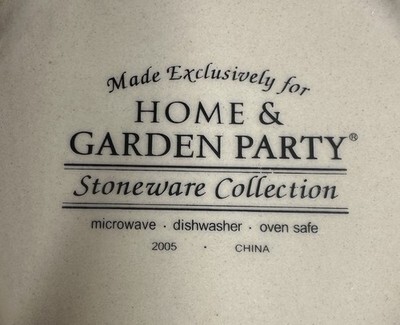 Made Exclusively for
HOME &
GARDEN PARTY®
Stoneware Collection
microwave · dishwasher · oven safe
2005 · CHINA